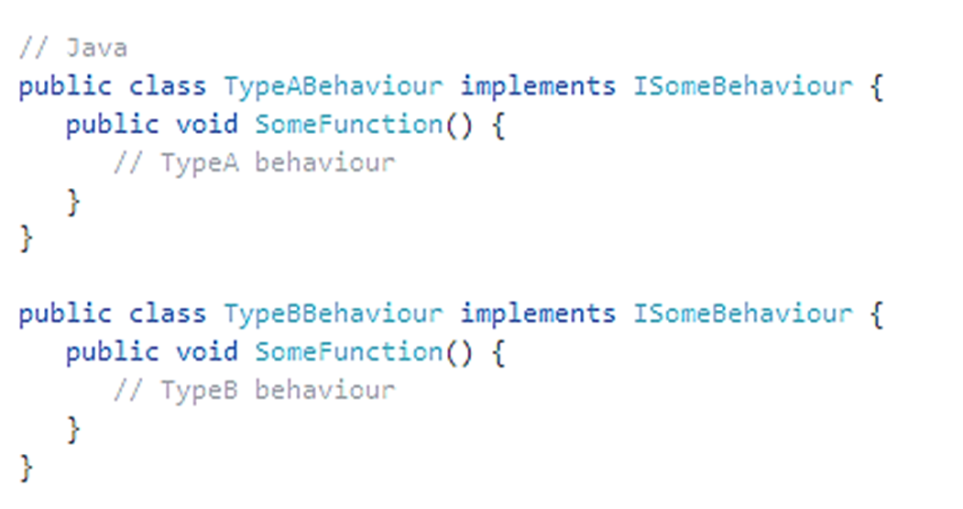 // Java
public class TypeABehaviour implements ISomeBehaviour {
   public void SomeFunction() {
      // TypeA behaviour
   }
}

public class TypeBBehaviour implements ISomeBehaviour {
   public void SomeFunction() {
      // TypeB behaviour
   }
}